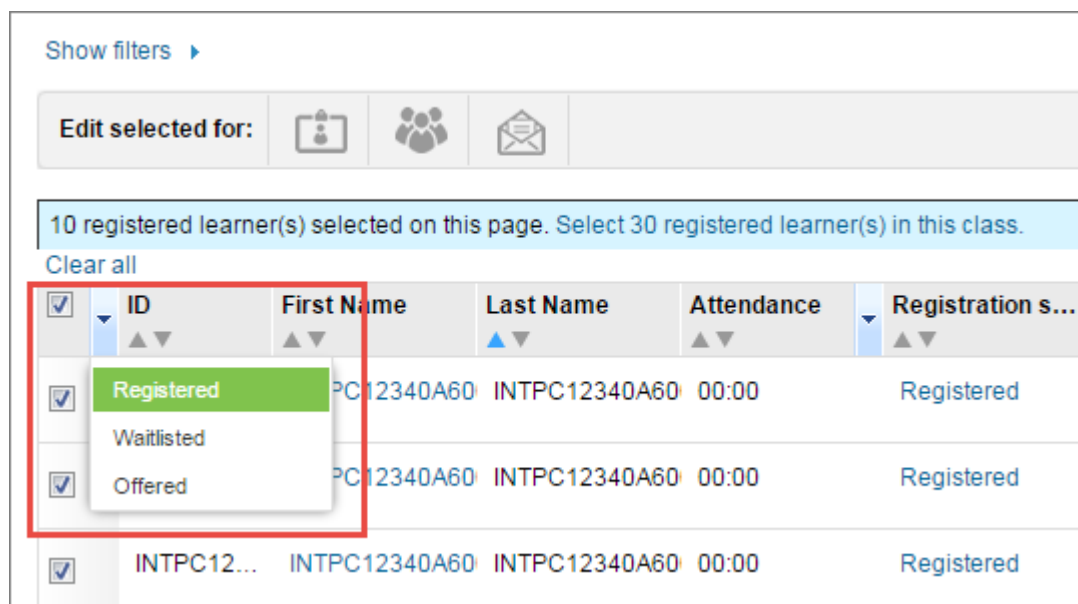 Show filters
Edit selected for:
10 registered learner(s) selected on this page. Select 30 registered learner(s) in this class.
Clear all
ID First Name Last Name Attendance Registration s...
Registered
Waitlisted
Offered
PC12340A60 INTPC12340A60 00:00 Registered
PC12340A60 INTPC12340A60 00:00 Registered
INTPC12... INTPC12340A60 INTPC12340A60 00:00 Registered